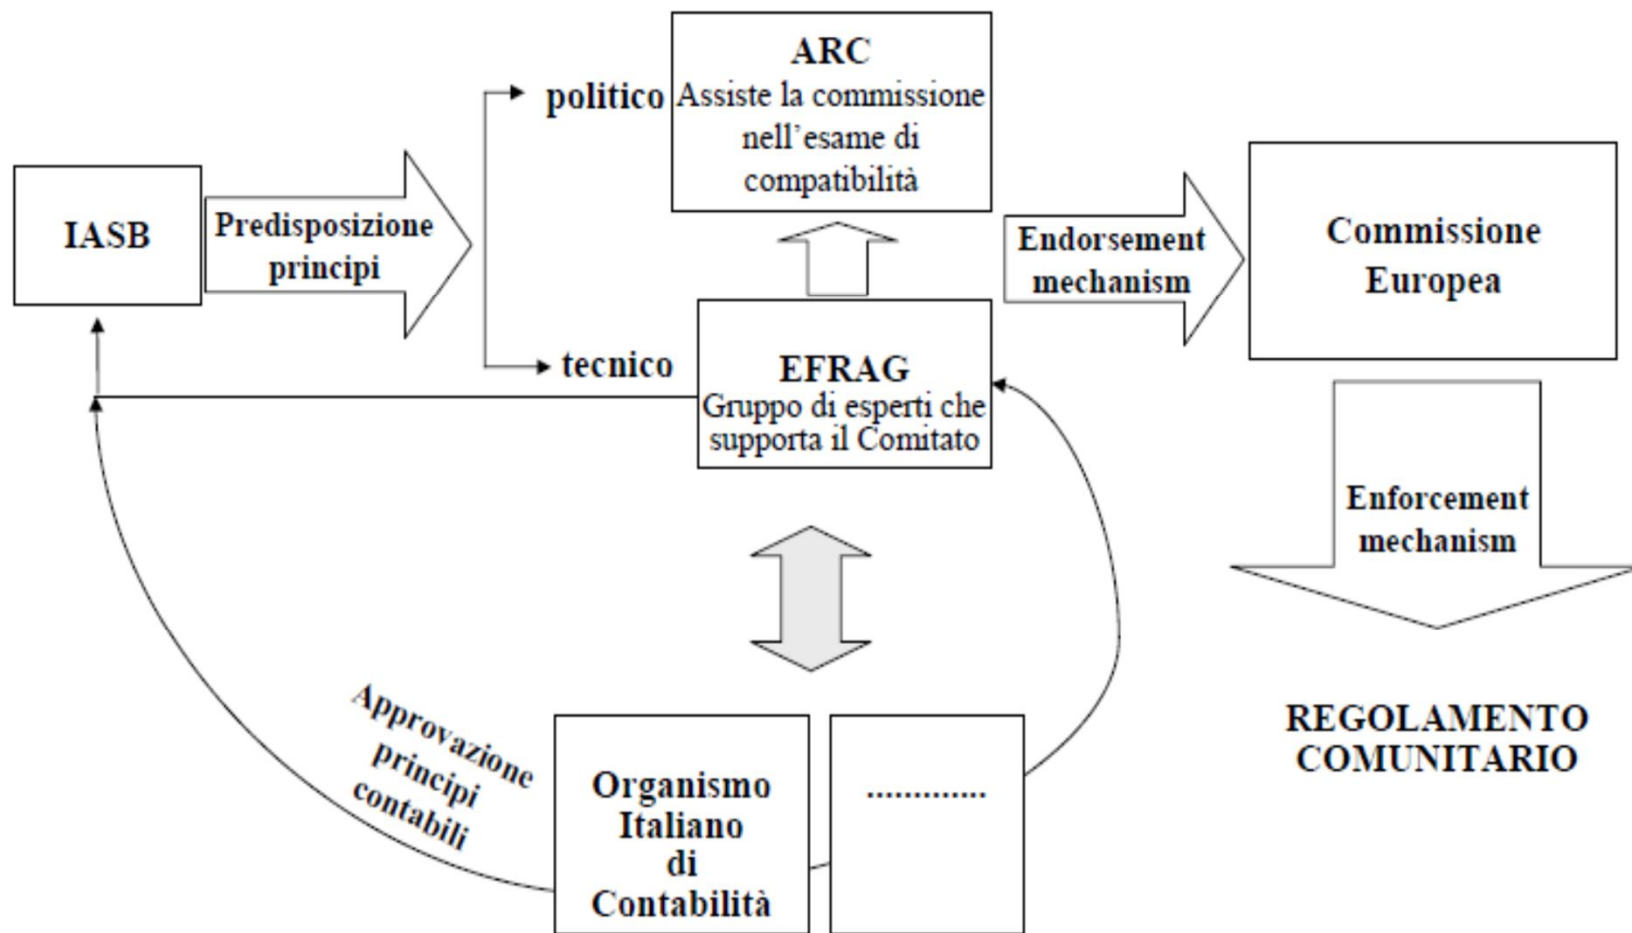 ARC
politico
Assiste la commissione
nell'esame di
compatibilità
IASB
Predisposizione
principi
Endorsement
mechanism
Commissione
Europea
tecnico
EFRAG
Gruppo di esperti che
supporta il Comitato
Enforcement
mechanism
Approvazione
principi
contabili
Organismo
Italiano
di
Contabilità
.............
REGOLAMENTO
COMUNITARIO